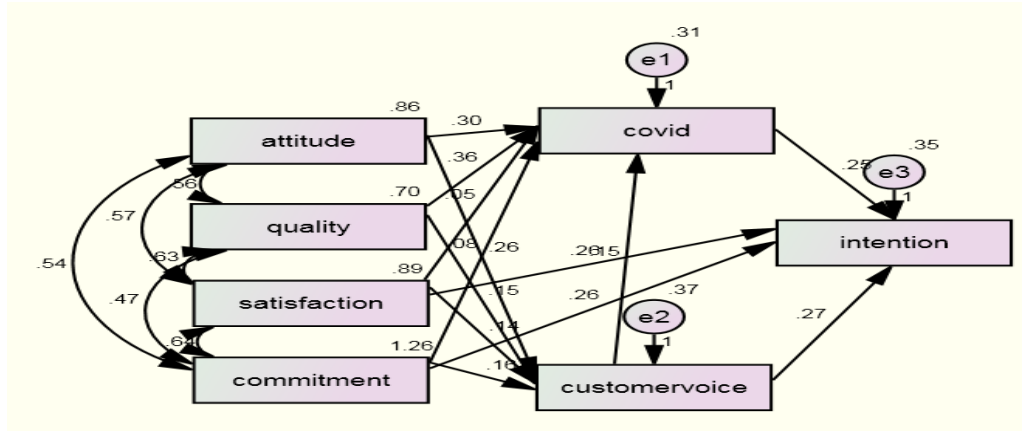 .31
e1
1
.86
attitude
.30
covid
.36
.35
.25
e3
1
.56
.70
.05
quality
.57
.08
.26
intention
.63
.54
.89
.15
satisfaction
.47
.15
.26
.37
e2
.14
.27
.64
1.26
1
commitment
.16
customervoice